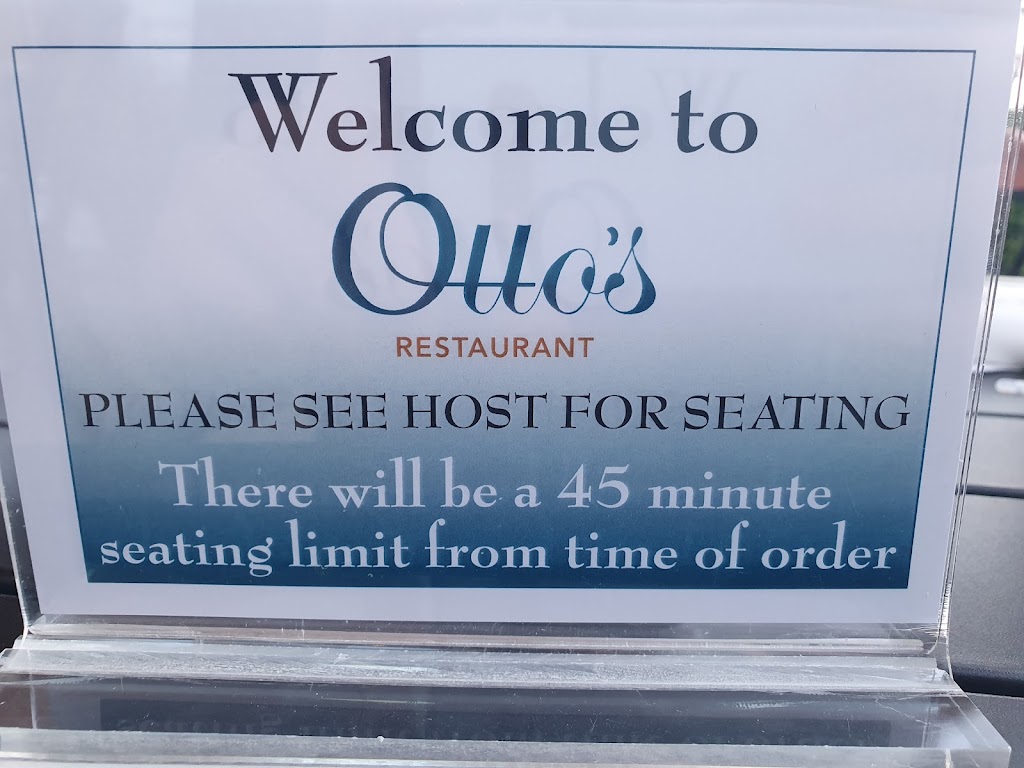 Welcome to
Otto's
RESTAURANT
PLEASE SEE HOST FOR SEATING
There will be a 45 minute
seating limit from time of order